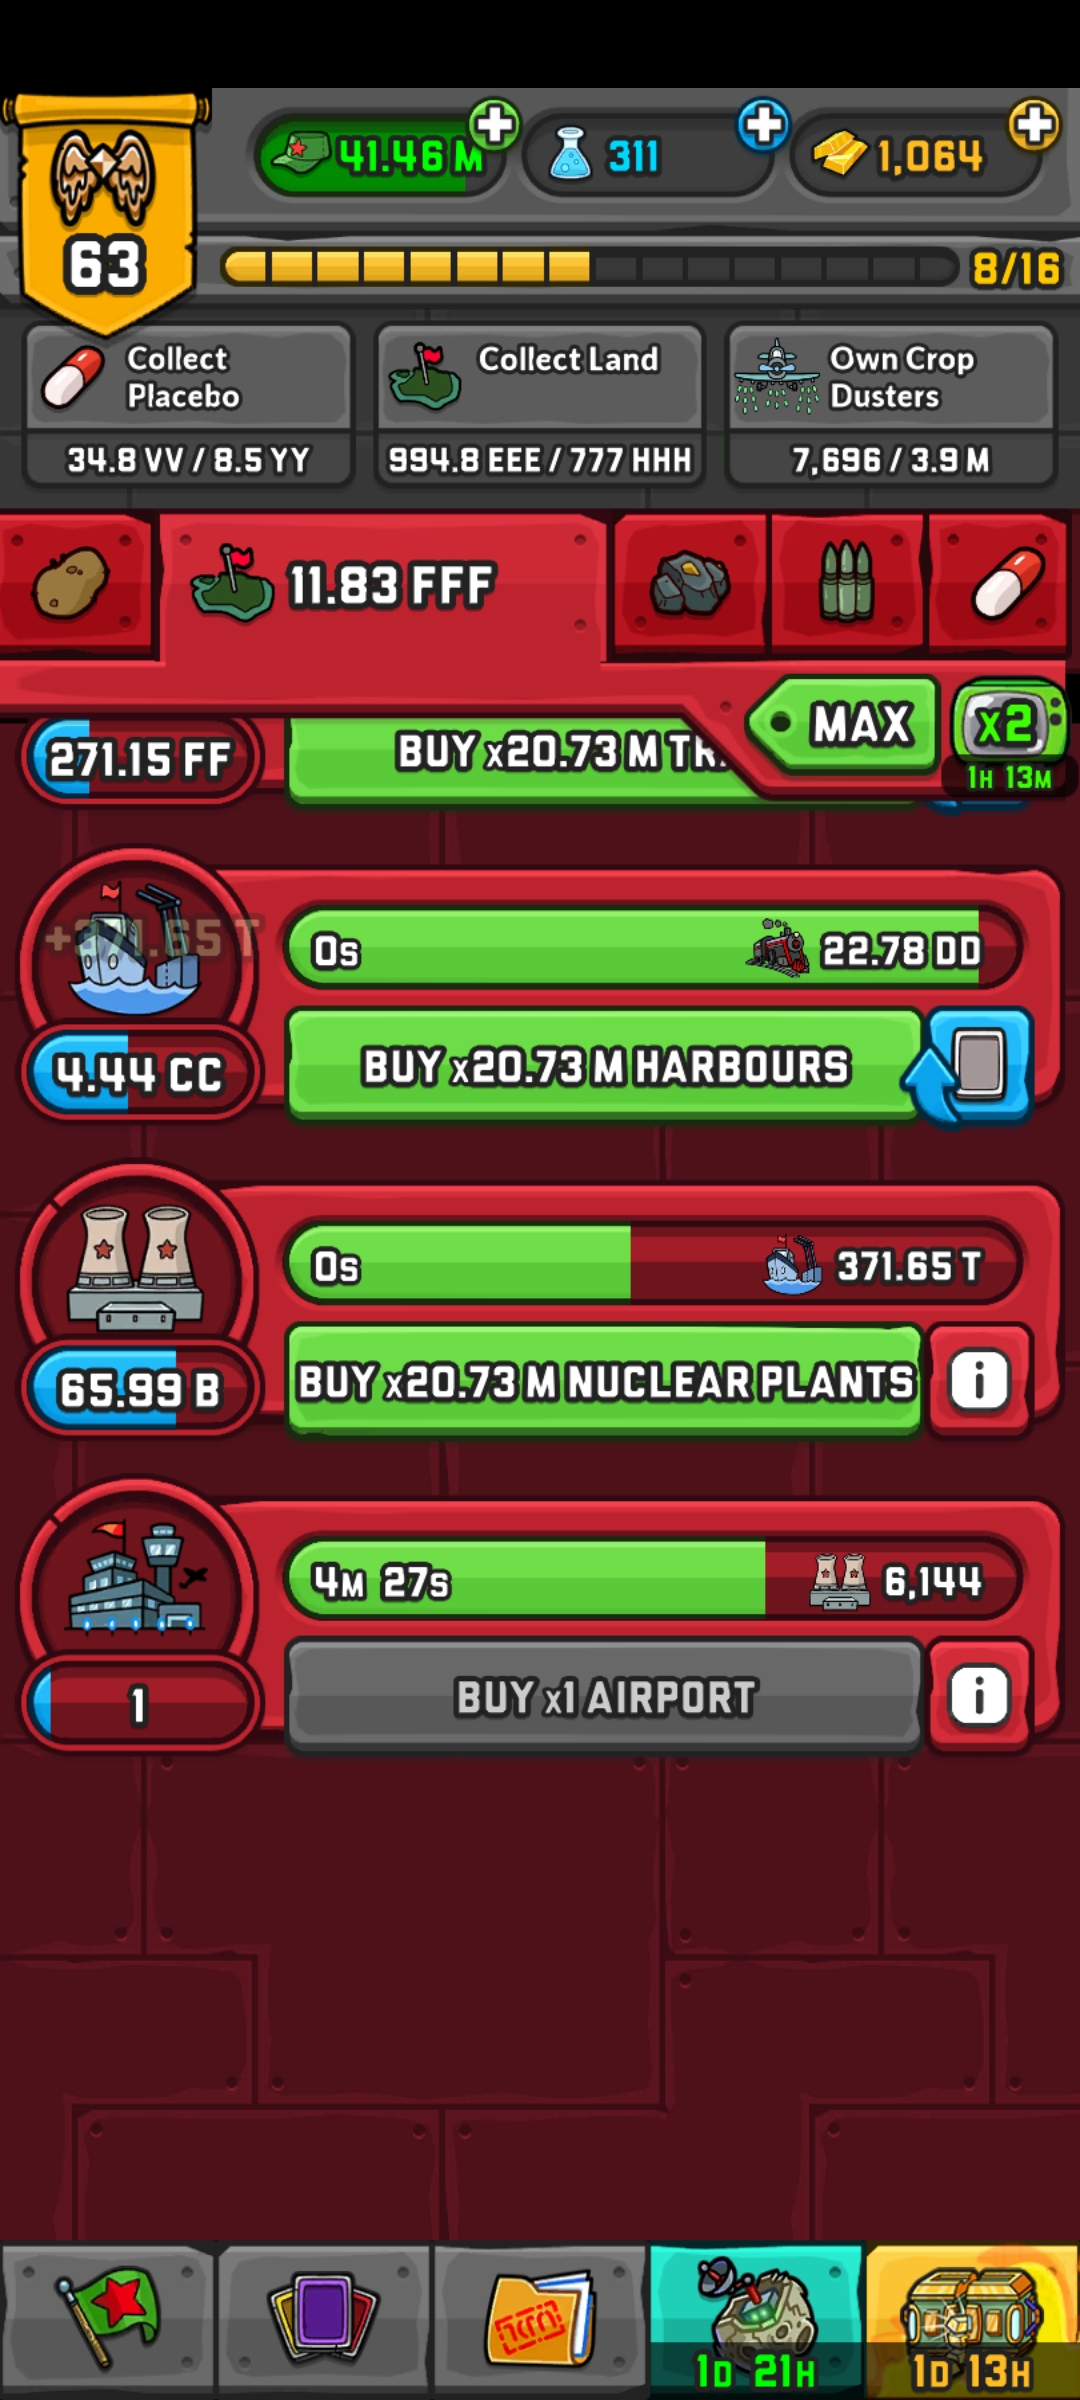 41.46 M
311
1,064
63
8/16
Collect
Placebo
34.8 VV / 8.5 YY
Collect Land
994.8 EEE / 777 HHH
Own Crop
Dusters
7,696 / 3.9 M
11.83 FFF
MAX
x2
1H 13M
271.15 FF
BUY x20.73 M
+371.65 T
0s
22.78 DD
4.44 CC
BUY x20.73 M HARBOURS
0s
371.65 T
65.99 B
BUY x20.73 M NUCLEAR PLANTS
i
4M 27s
6,144
1
BUY x1 AIRPORT
i
1D 21H
1D 13H